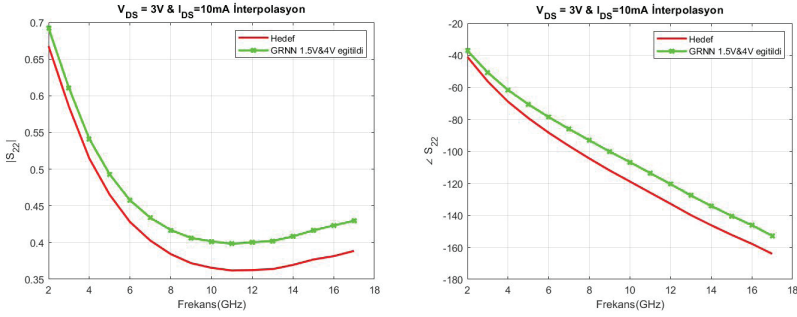 V_DS = 3V & I_DS=10mA İnterpolasyon
0.7
0.65
0.6
0.55
0.5
0.45
0.4
0.35
|S_22|
Hedef
GRNN 1.5V&4V egitildi
2 4 6 8 10 12 14 16 18
Frekans(GHz)
V_DS = 3V & I_DS=10mA İnterpolasyon
-20
-40
-60
-80
-100
-120
-140
-160
-180
∠ S_22
Hedef
GRNN 1.5V&4V egitildi
2 4 6 8 10 12 14 16 18
Frekans(GHz)